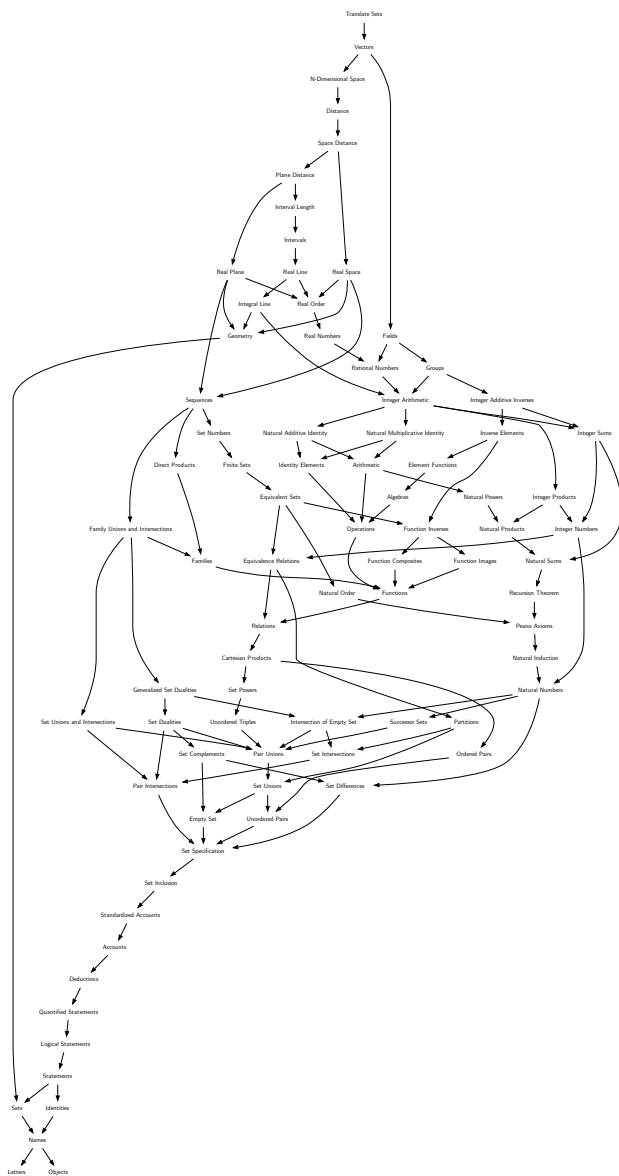 Translate Sets
Vectors
N-Dimensional Space
Distance
Space Distance
Plane Distance
Interval Length
Intervals
Real Plane
Real Line
Real Space
Integral Line
Real Order
Geometry
Real Numbers
Fields
Rational Numbers
Groups
Sequences
Integer Arithmetic
Integer Additive Inverses
Set Numbers
Natural Additive Identity
Natural Multiplicative Identity
Inverse Elements
Integer Sums
Direct Products
Finite Sets
Identity Elements
Arithmetic
Element Functions
Equivalent Sets
Algebras
Natural Powers
Integer Products
Family Unions and Intersections
Operations
Function Inverses
Natural Products
Integer Numbers
Families
Equivalence Relations
Function Composites
Function Images
Natural Sums
Natural Order
Functions
Recursion Theorem
Relations
Peano Axioms
Cartesian Products
Natural Induction
Generalized Set Dualities
Set Powers
Natural Numbers
Set Unions and Intersections
Set Dualities
Unordered Triples
Intersection of Empty Set
Successor Sets
Partitions
Set Complements
Pair Unions
Set Intersections
Ordered Pairs
Pair Intersections
Set Unions
Set Differences
Empty Set
Unordered Pairs
Set Specification
Set Inclusion
Standardized Accounts
Accounts
Deductions
Quantified Statements
Logical Statements
Statements
Sets
Identities
Names
Letters
Objects